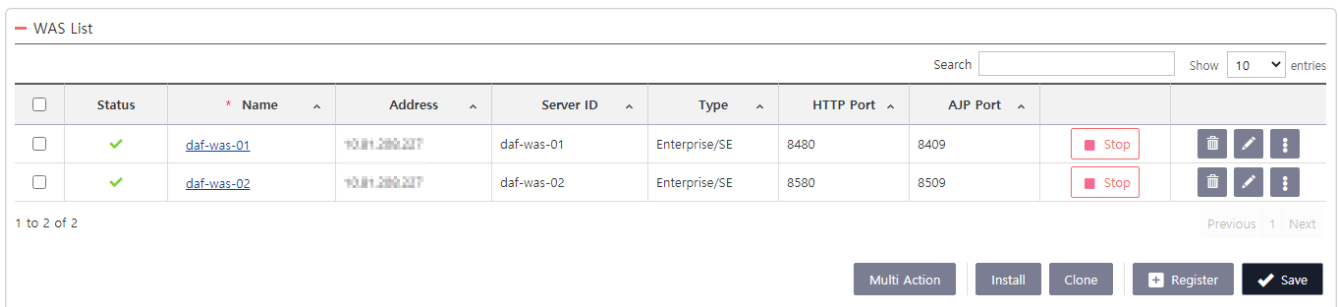 WAS List
Search Show 10 entries
Status * Name Address Server ID Type HTTP Port AJP Port
daf-was-01 daf-was-01 Enterprise/SE 8480 8409 Stop
daf-was-02 daf-was-02 Enterprise/SE 8580 8509 Stop
1 to 2 of 2 Previous 1 Next
Multi Action Install Clone Register Save